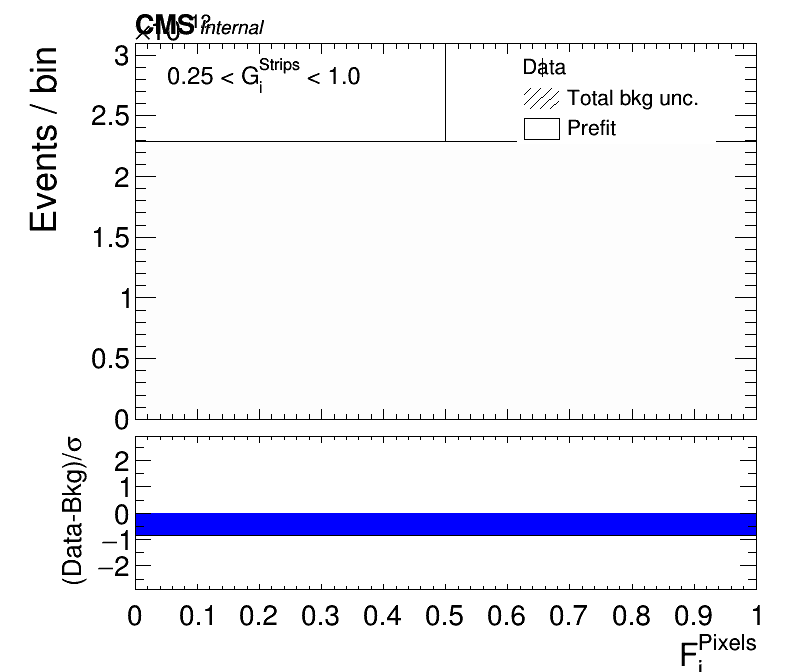 CMS Internal
×10¹²
Events / bin
3
2.5
2
1.5
1
0.5
0
0.25 < G_i^Strips < 1.0
Data
Total bkg unc.
Prefit
(Data-Bkg)/σ
2
1
0
−1
−2
0 0.1 0.2 0.3 0.4 0.5 0.6 0.7 0.8 0.9 1
F_i^Pixels